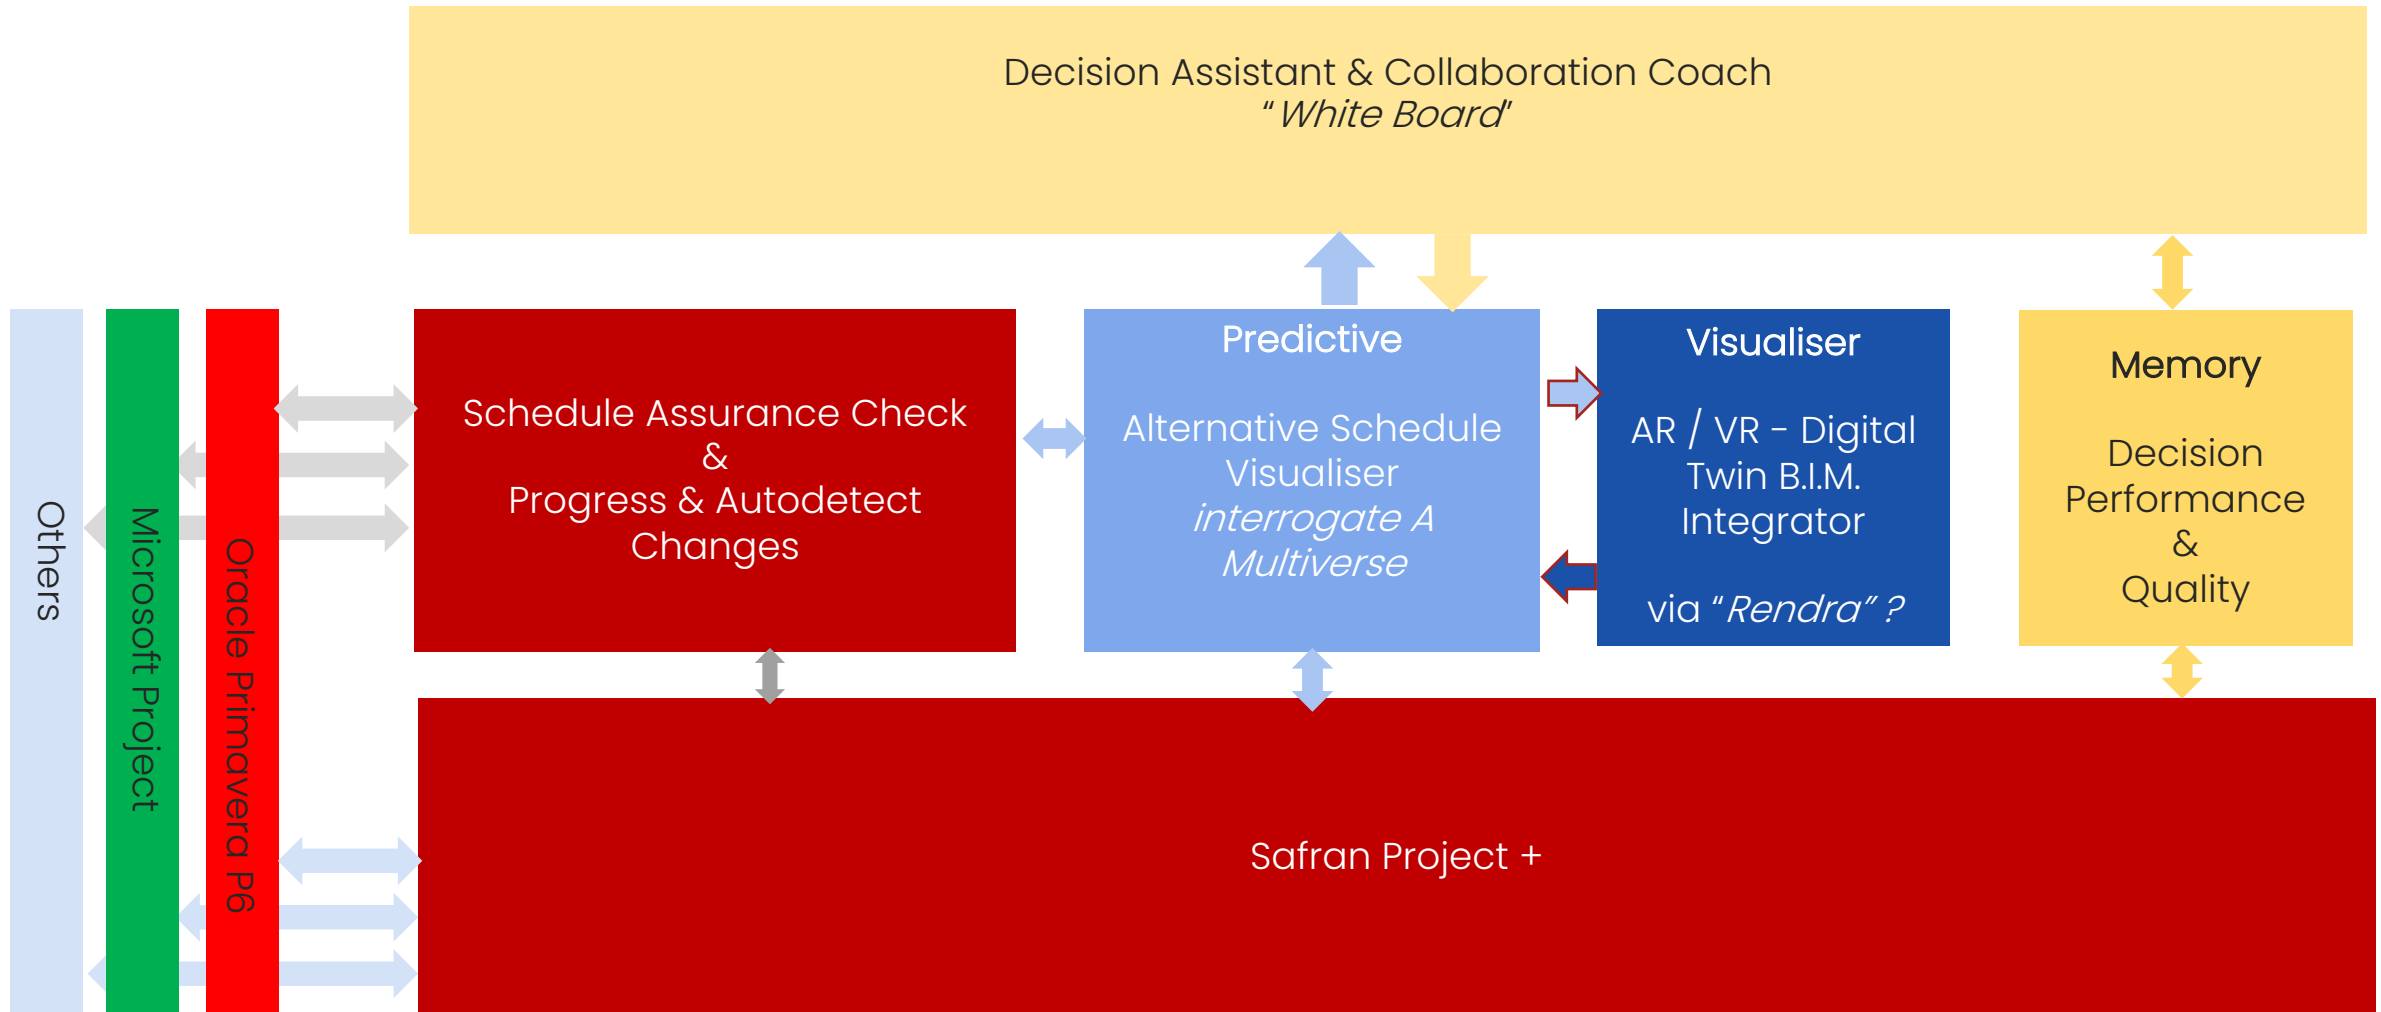 Decision Assistant & Collaboration Coach
“White Board”
Others
Microsoft Project
Oracle Primavera P6
Schedule Assurance Check
&
Progress & Autodetect
Changes
Predictive
Alternative Schedule
Visualiser
interrogate A
Multiverse
Visualiser
AR / VR - Digital
Twin B.I.M.
Integrator
via “Rendra” ?
Memory
Decision
Performance
&
Quality
Safran Project +